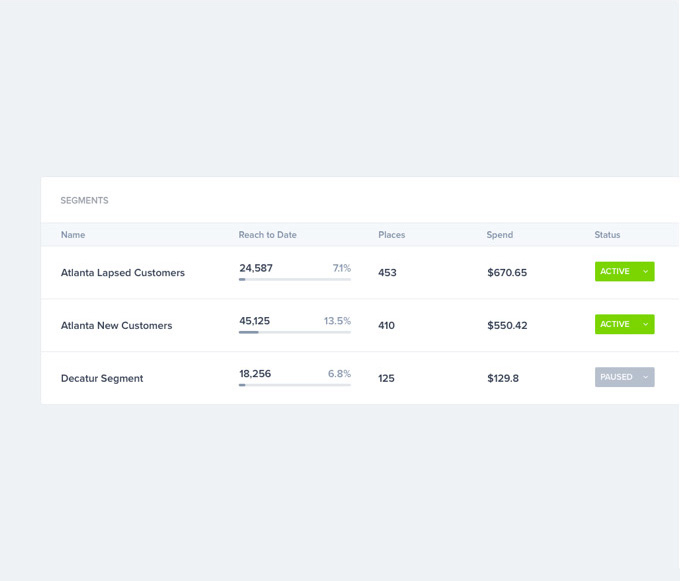 SEGMENTS
Name Reach to Date Places Spend Status
Atlanta Lapsed Customers 24,587 7.1% 453 $670.65 ACTIVE
Atlanta New Customers 45,125 13.5% 410 $550.42 ACTIVE
Decatur Segment 18,256 6.8% 125 $129.8 PAUSED